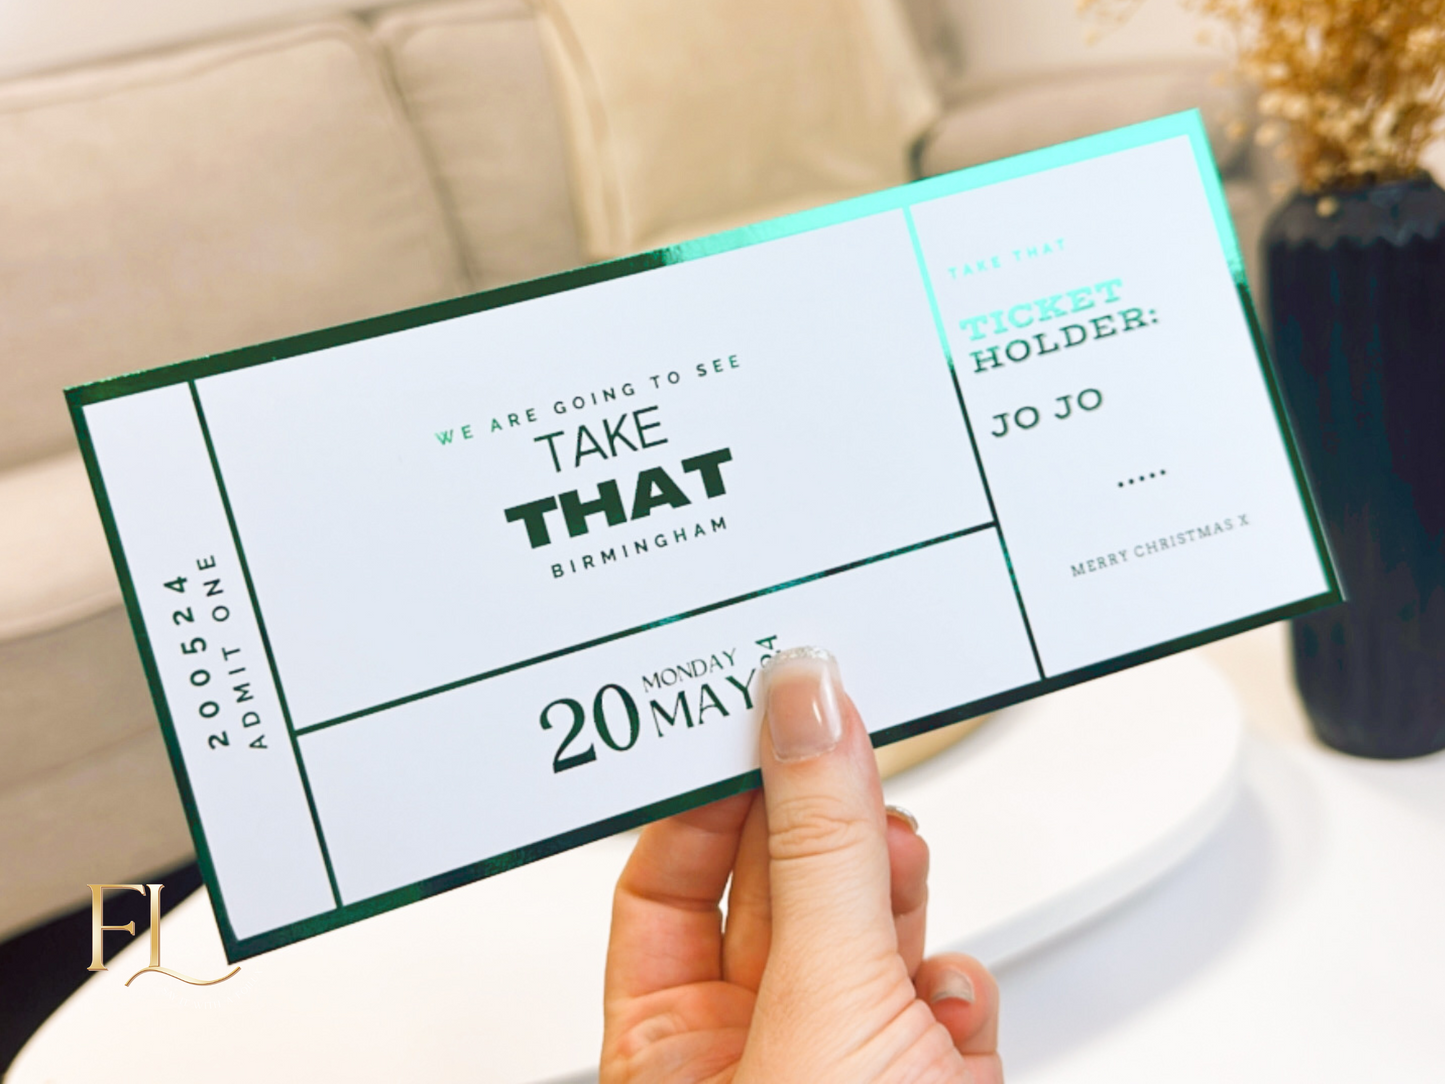 200524
ADMIT ONE
WE ARE GOING TO SEE
TAKE
THAT
BIRMINGHAM
20
MONDAY
MAY
TAKE THAT
TICKET
HOLDER:
JO JO
.....
MERRY CHRISTMAS X
FL